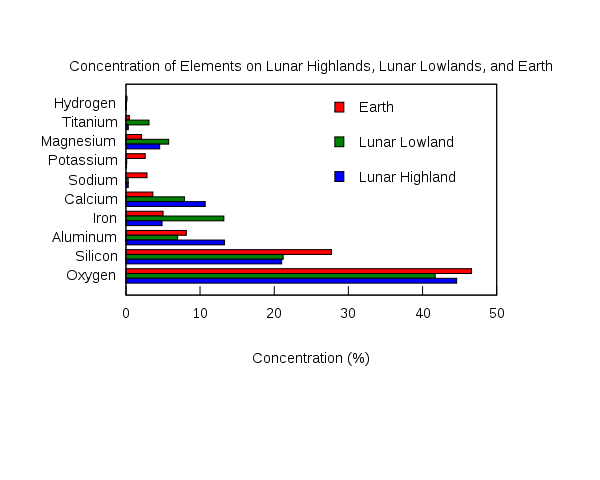 Concentration of Elements on Lunar Highlands, Lunar Lowlands, and Earth
Hydrogen
Titanium
Magnesium
Potassium
Sodium
Calcium
Iron
Aluminum
Silicon
Oxygen
Earth
Lunar Lowland
Lunar Highland
0 10 20 30 40 50
Concentration (%)